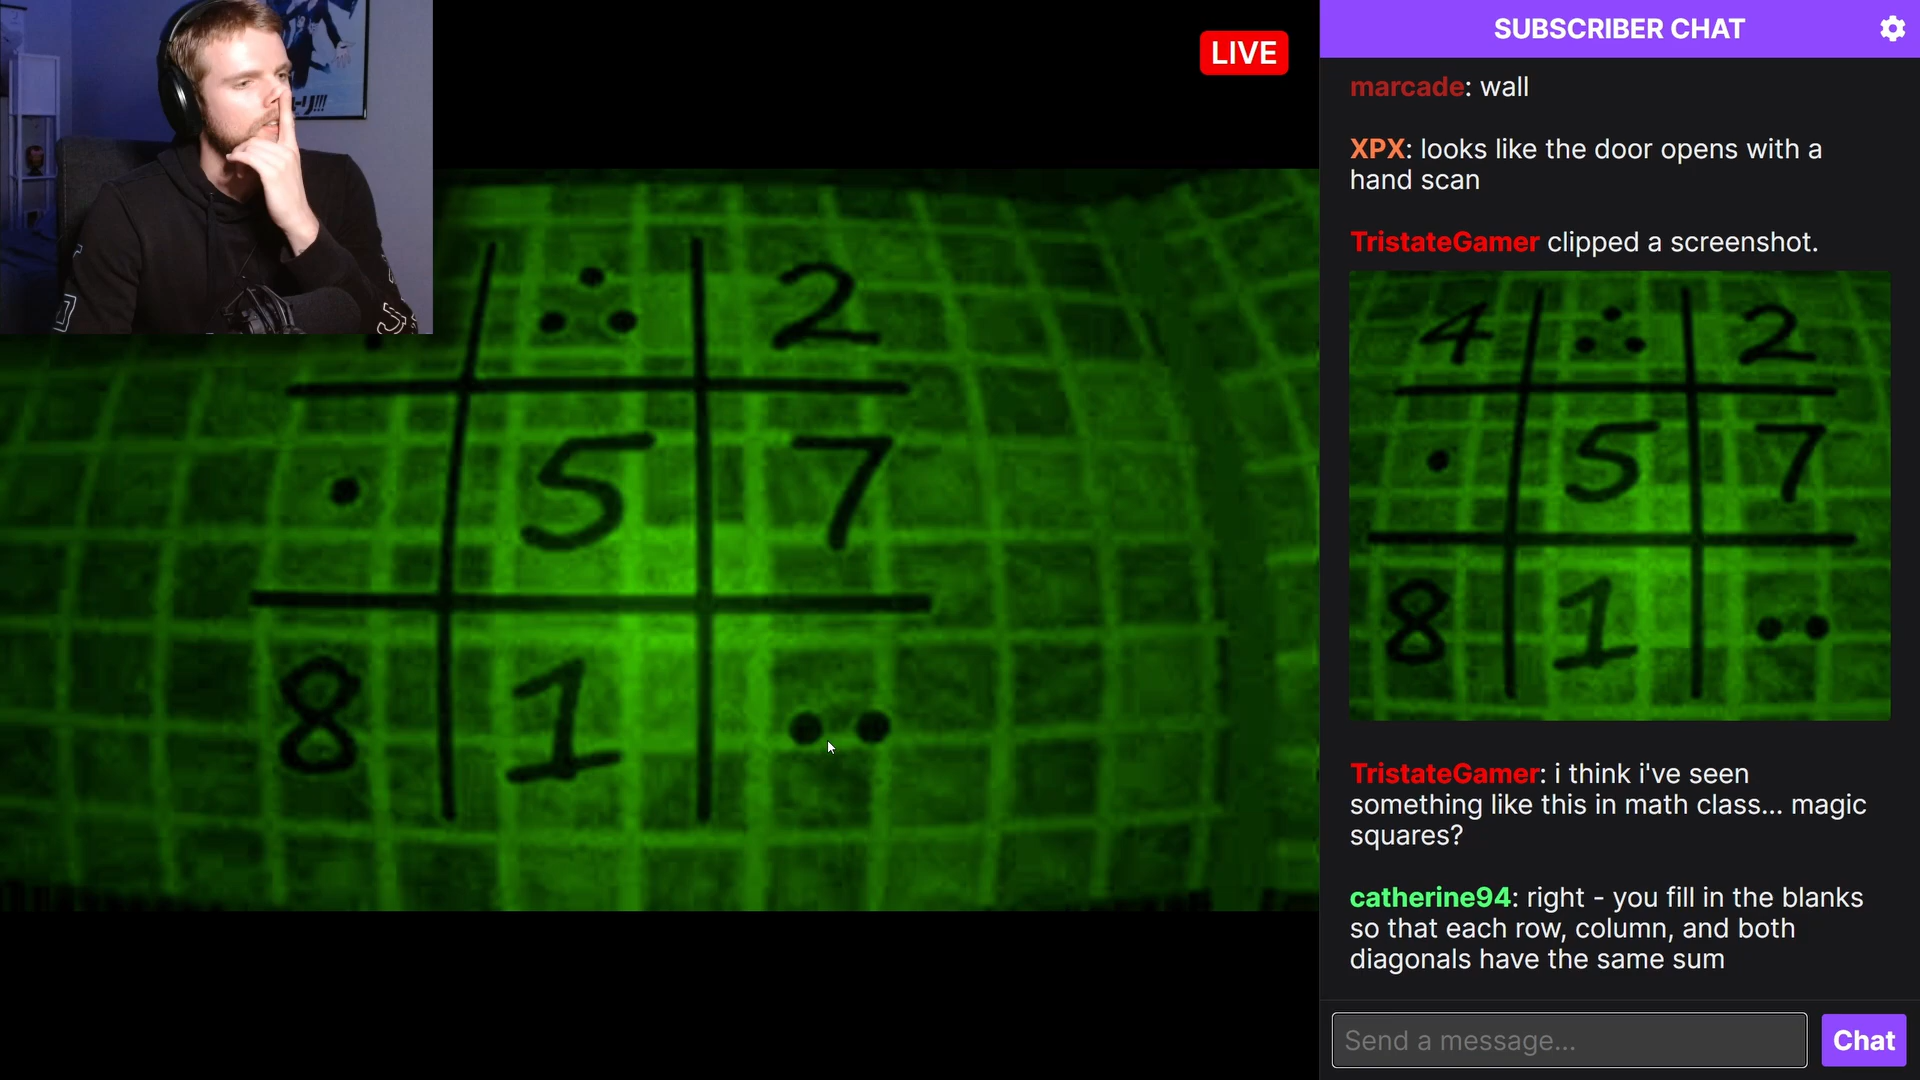 LIVE
2
5 7
8 1
SUBSCRIBER CHAT
marcade: wall
XPX: looks like the door opens with a
hand scan
TristateGamer clipped a screenshot.
4 2
5 7
8 1
TristateGamer: i think i've seen
something like this in math class... magic
squares?
catherine94: right - you fill in the blanks
so that each row, column, and both
diagonals have the same sum
Send a message...
Chat